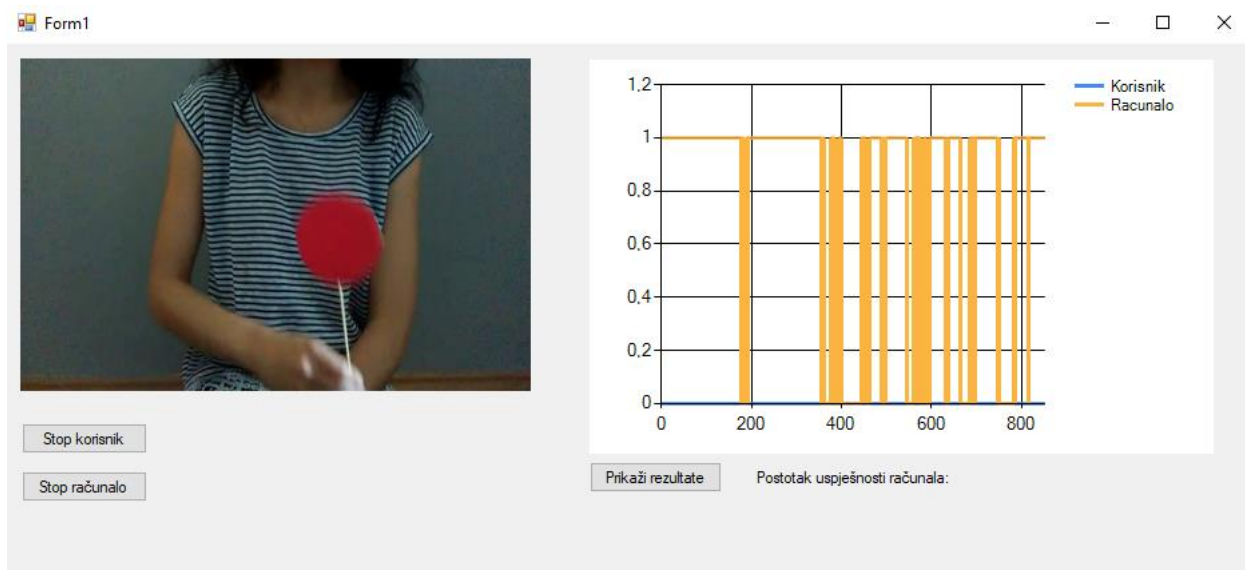 Form1
1,2
1
0,8
0,6
0,4
0,2
0
0 200 400 600 800
Korisnik
Racunalo
Stop korisnik
Stop računalo
Prikaži rezultate
Postotak uspješnosti računala: